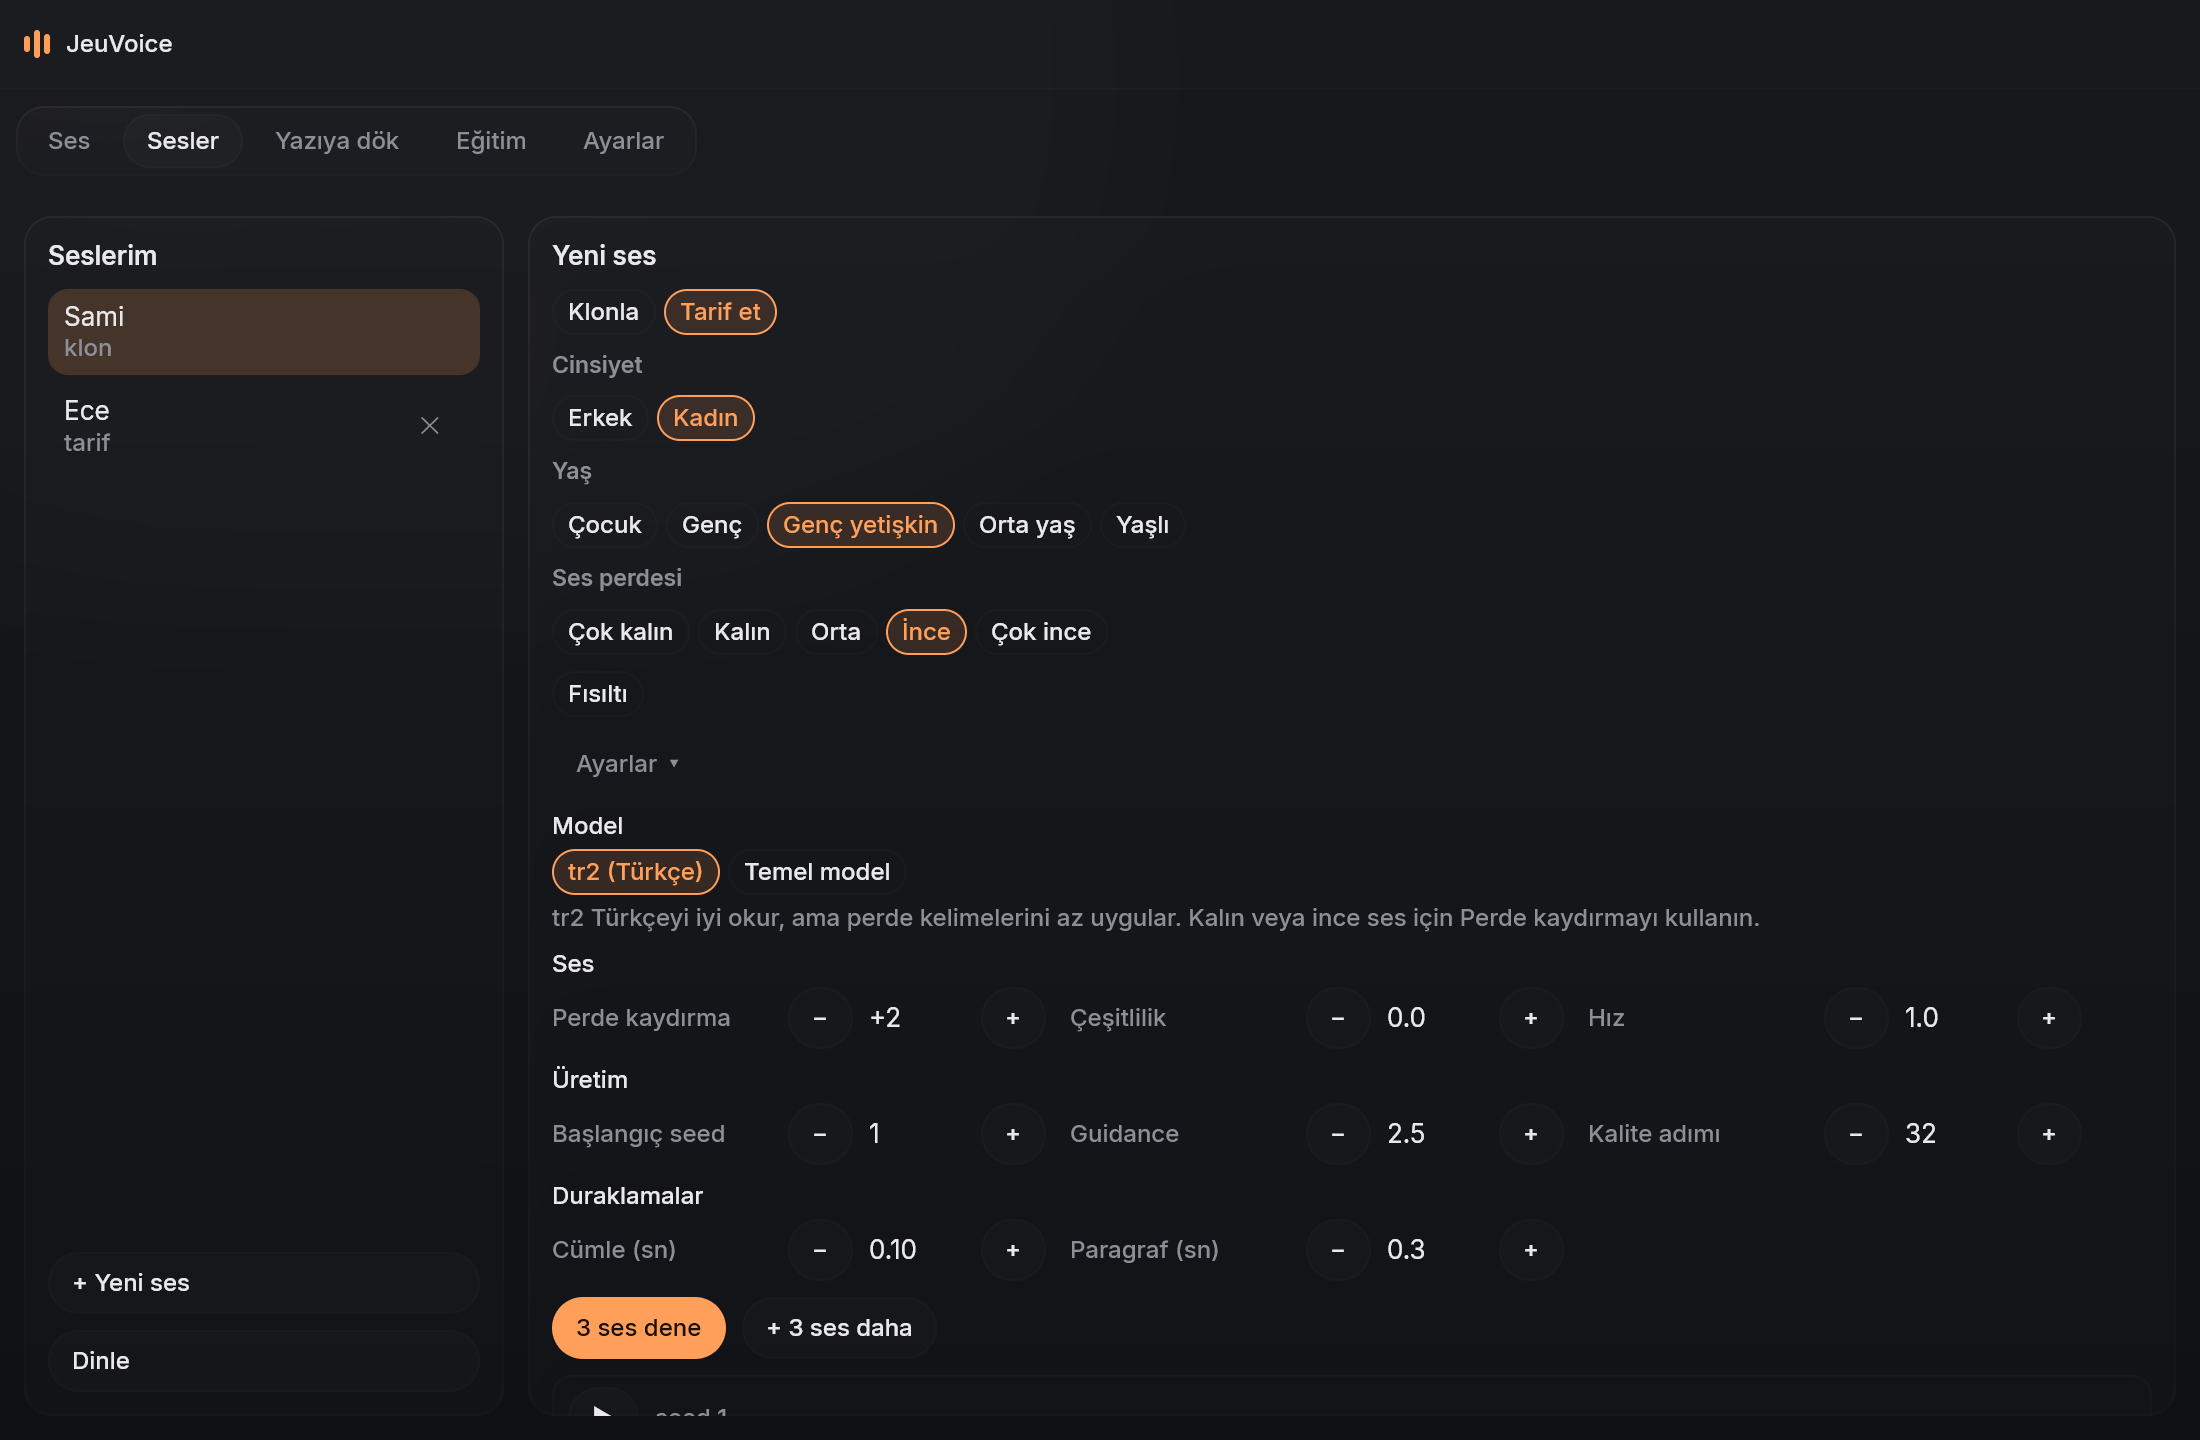 JeuVoice
Ses Sesler Yazıya dök Eğitim Ayarlar
Seslerim
Sami
klon
Ece
tarif
+ Yeni ses
Dinle
Yeni ses
Klonla Tarif et
Cinsiyet
Erkek Kadın
Yaş
Çocuk Genç Genç yetişkin Orta yaş Yaşlı
Ses perdesi
Çok kalın Kalın Orta İnce Çok ince
Fısıltı
Ayarlar ▾
Model
tr2 (Türkçe) Temel model
tr2 Türkçeyi iyi okur, ama perde kelimelerini az uygular. Kalın veya ince ses için Perde kaydırmayı kullanın.
Ses
Perde kaydırma − +2 + Çeşitlilik − 0.0 + Hız − 1.0 +
Üretim
Başlangıç seed − 1 + Guidance − 2.5 + Kalite adımı − 32 +
Duraklamalar
Cümle (sn) − 0.10 + Paragraf (sn) − 0.3 +
3 ses dene + 3 ses daha
seed 1